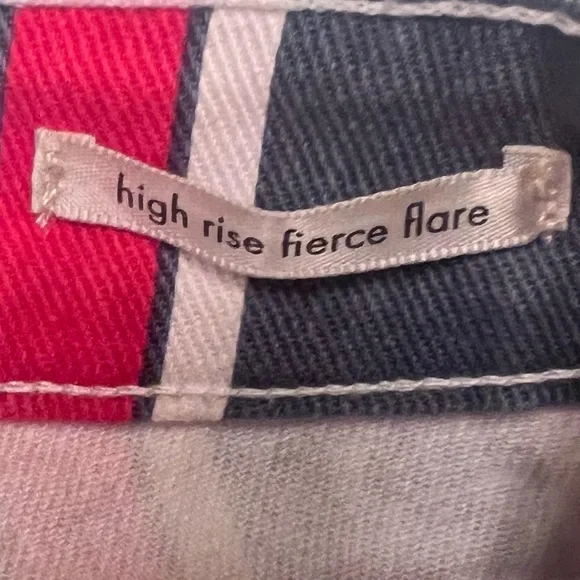 high rise fierce flare